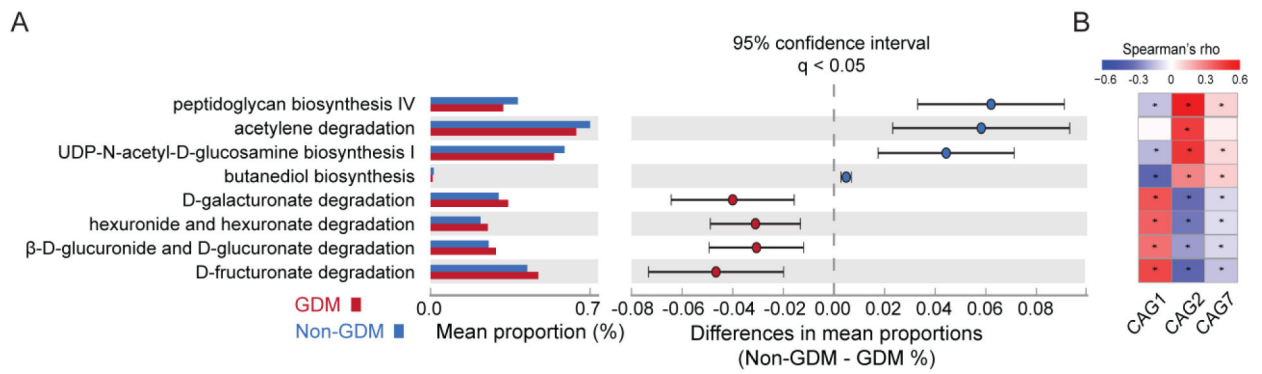 A
B
95% confidence interval
q < 0.05
Spearman's rho
−0.6 -0.3 0 0.3 0.6
peptidoglycan biosynthesis IV
acetylene degradation
UDP-N-acetyl-D-glucosamine biosynthesis I
butanediol biosynthesis
D-galacturonate degradation
hexuronide and hexuronate degradation
β-D-glucuronide and D-glucuronate degradation
D-fructuronate degradation
* * *
*
* * *
* * *
* * *
* * *
* * *
* * *
GDM
Non-GDM
0.0 0.7
Mean proportion (%)
-0.08 -0.06 -0.04 -0.02 0.00 0.02 0.04 0.06 0.08
Differences in mean proportions
(Non-GDM - GDM %)
CAG1 CAG2 CAG7